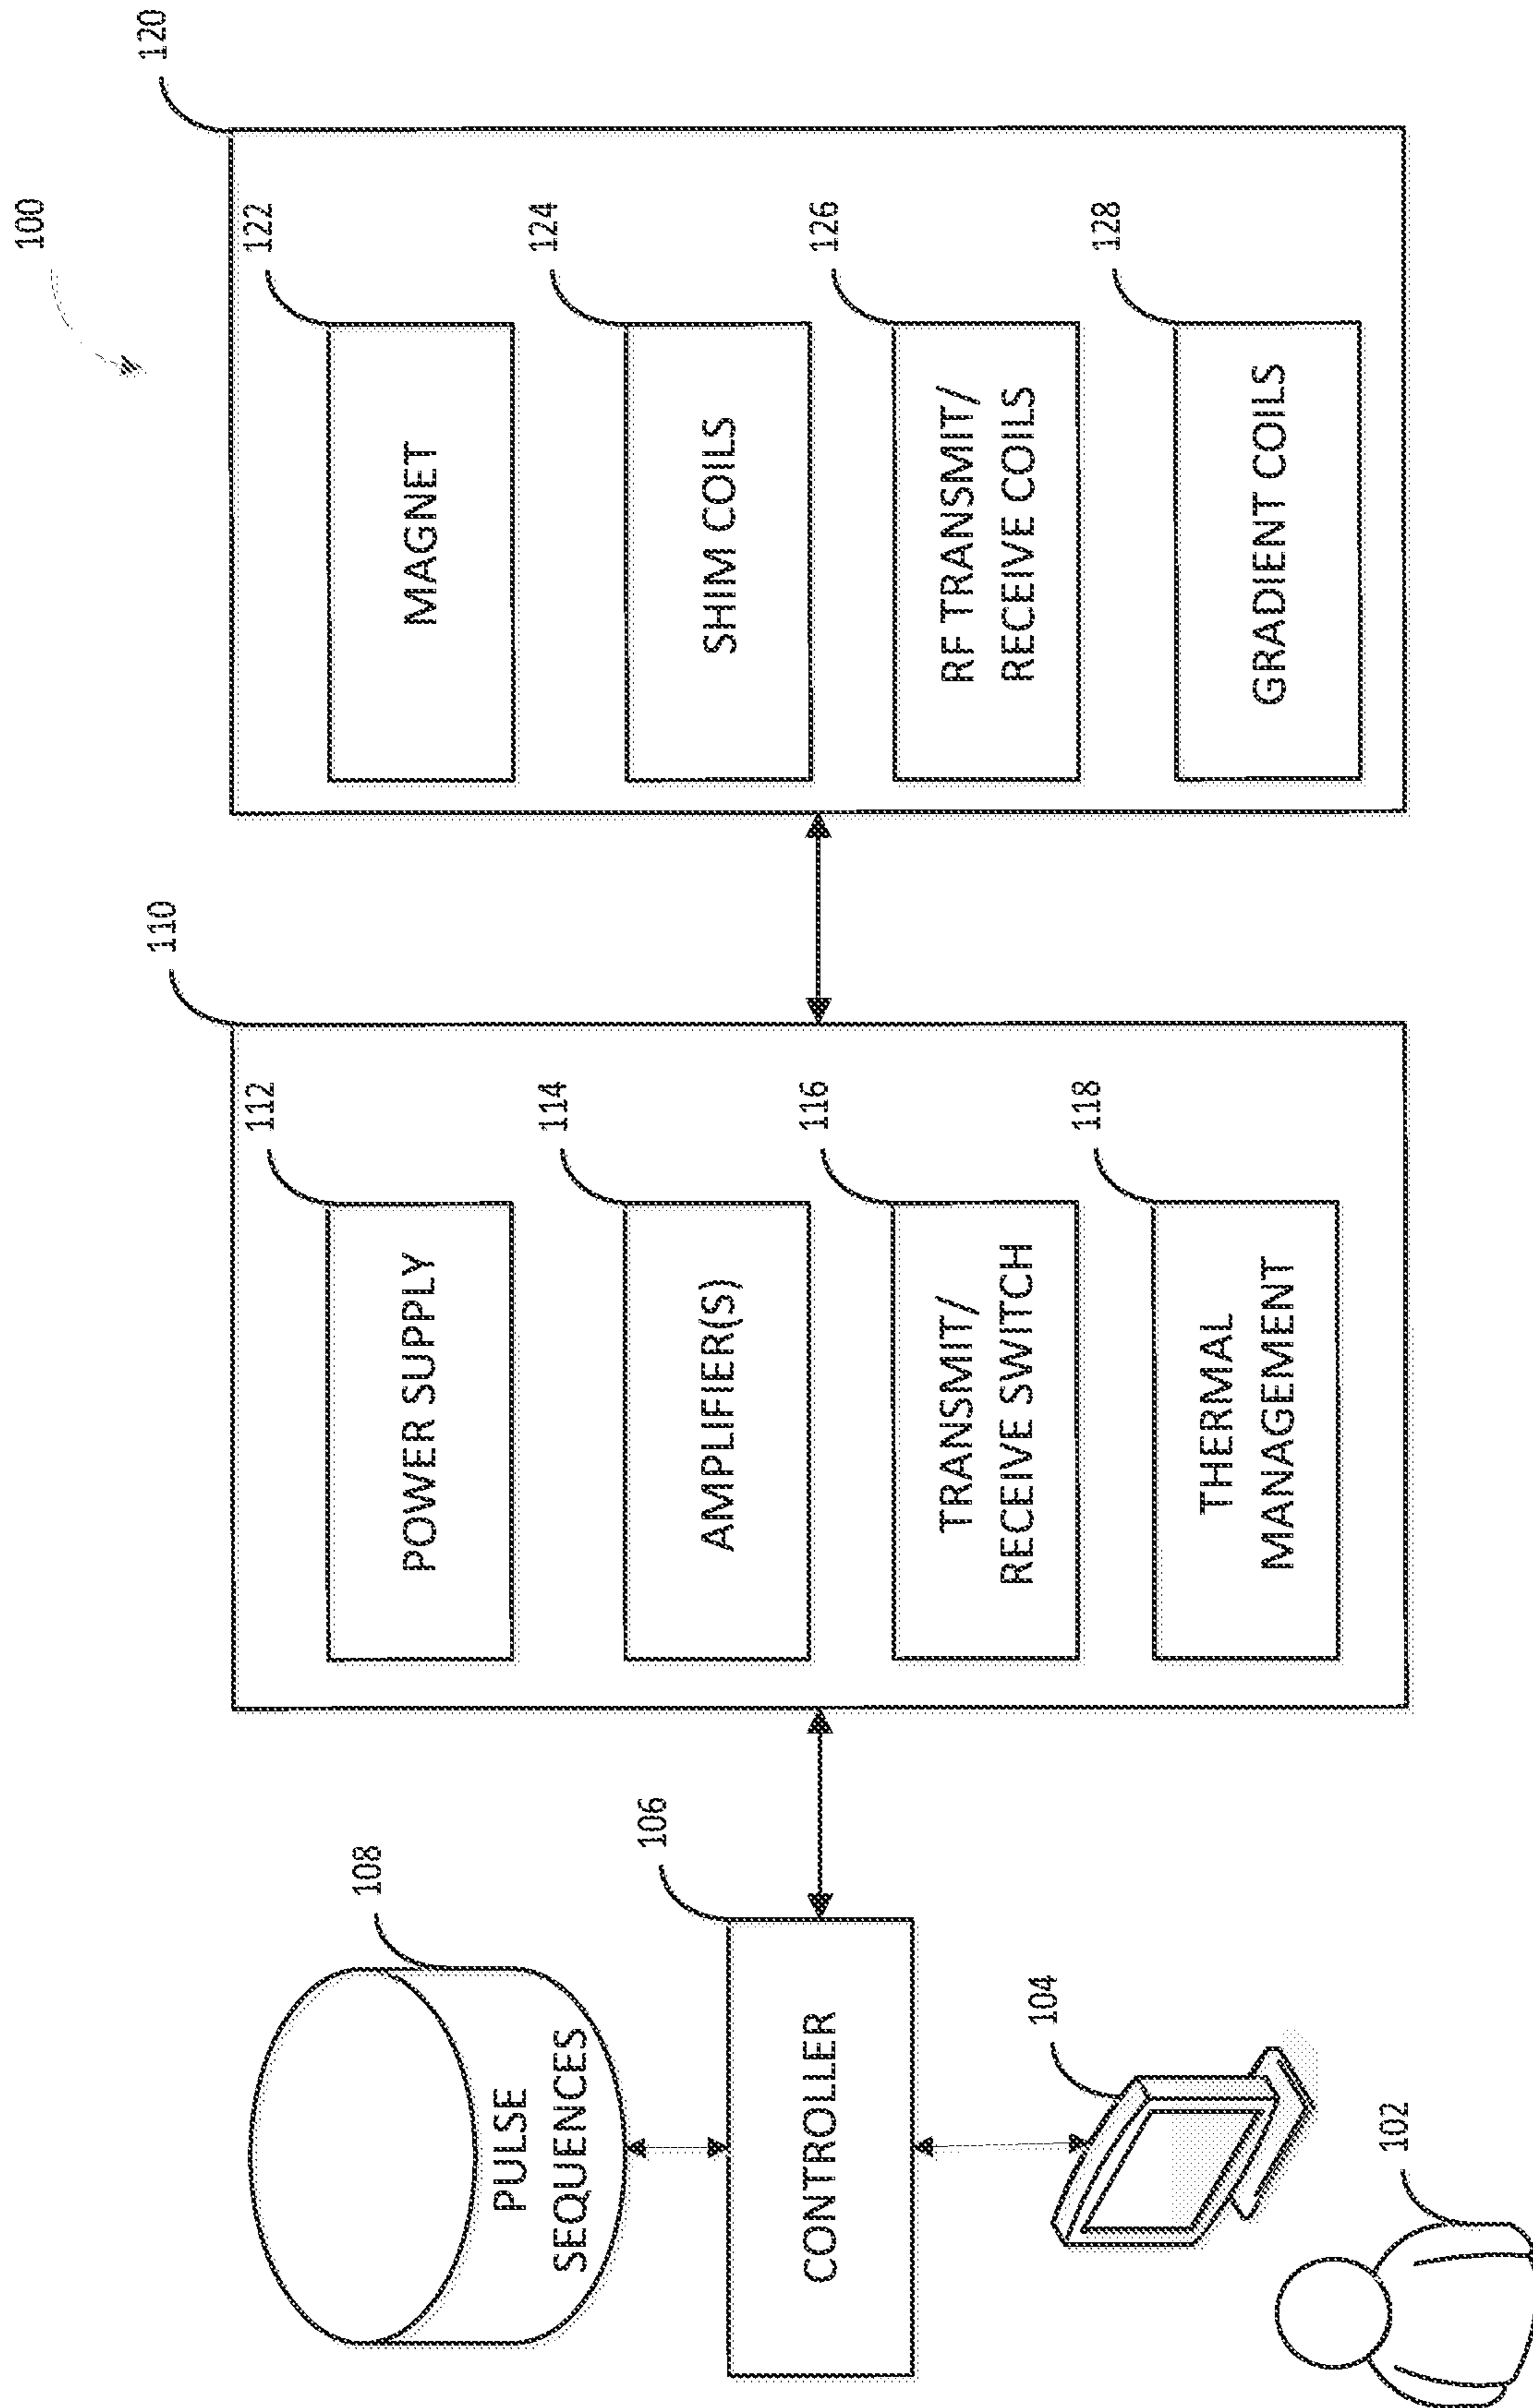 100
108
PULSE
SEQUENCES
106
CONTROLLER
104
102
110
112
POWER SUPPLY
114
AMPLIFIER(S)
116
TRANSMIT/
RECEIVE SWITCH
118
THERMAL
MANAGEMENT
120
122
MAGNET
124
SHIM COILS
126
RF TRANSMIT/
RECEIVE COILS
128
GRADIENT COILS